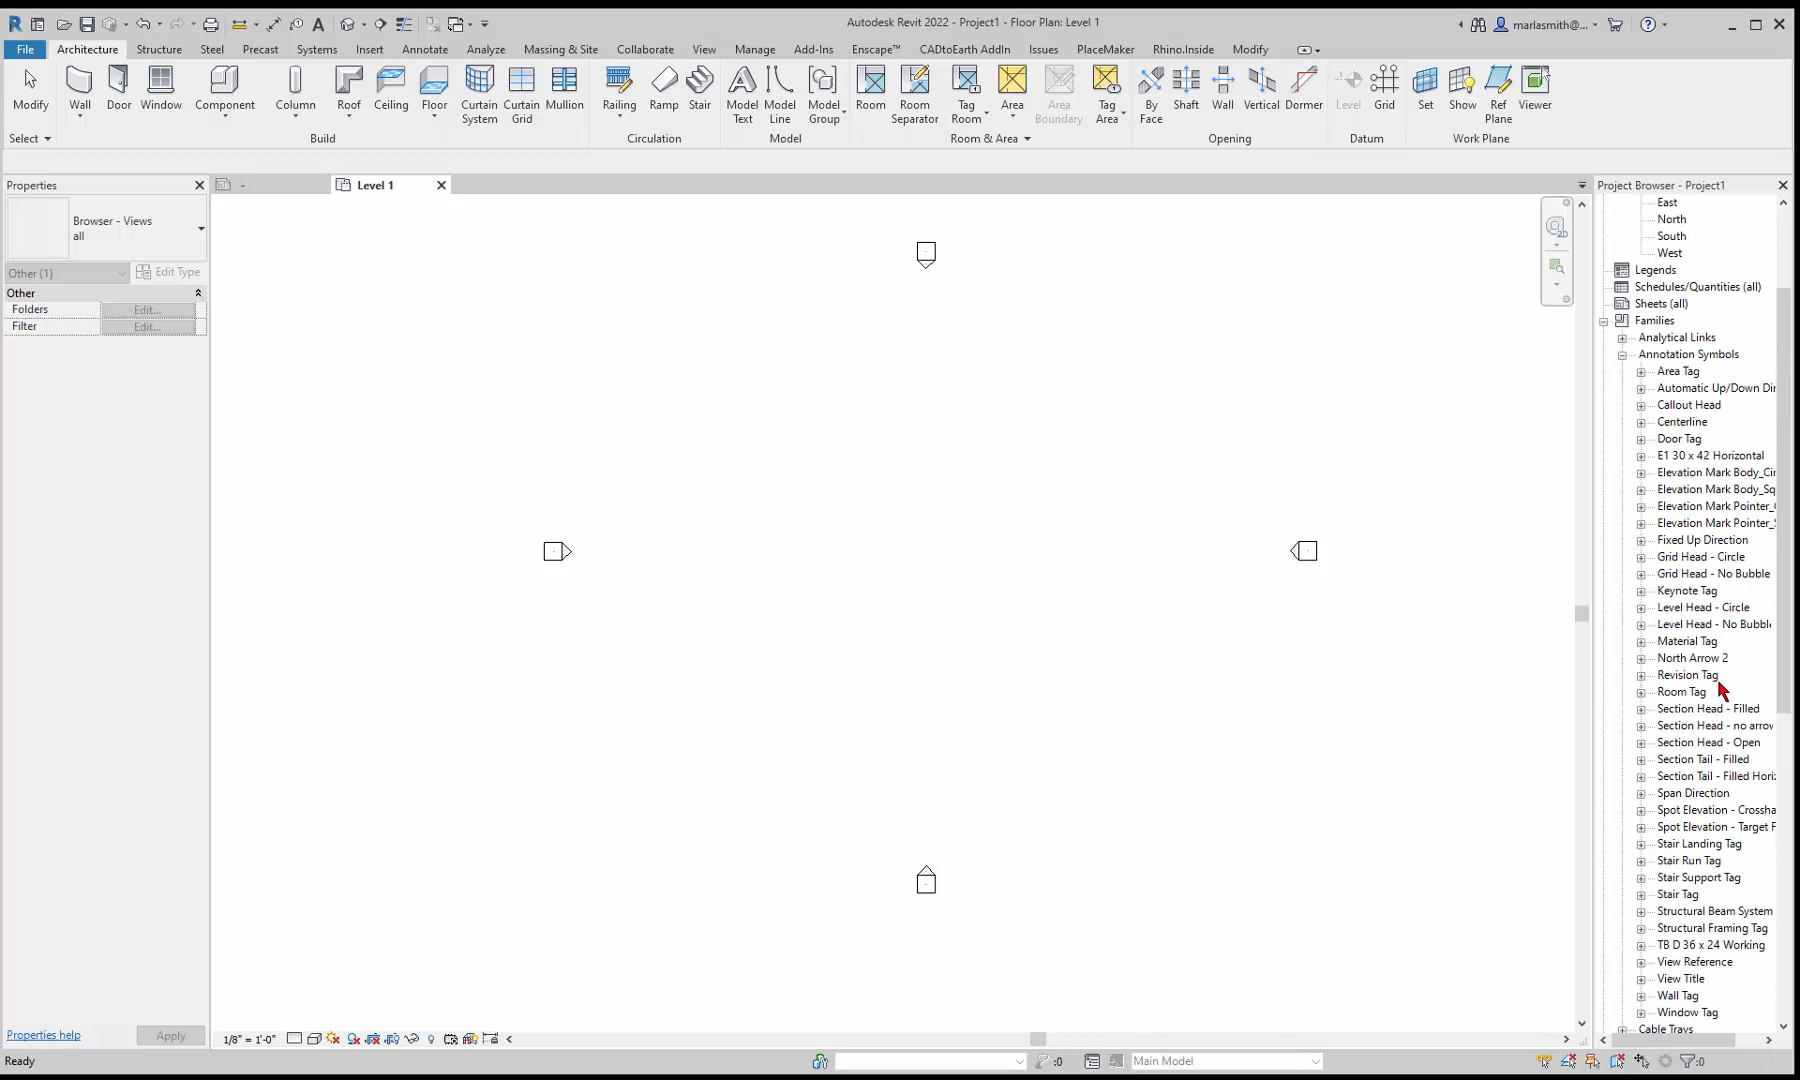 Autodesk Revit 2022 - Project1 - Floor Plan: Level 1
marlasmith@...
File Architecture Structure Steel Precast Systems Insert Annotate Analyze Massing & Site Collaborate View Manage Add-Ins Enscape™ CADtoEarth AddIn Issues PlaceMaker Rhino.Inside Modify
Modify Wall Door Window Component Column Roof Ceiling Floor Curtain System Curtain Grid Mullion Railing Ramp Stair Model Text Model Line Model Group Room Room Separator Tag Room Area Area Boundary Tag Area By Face Shaft Wall Vertical Dormer Level Grid Set Show Ref Plane Viewer
Select Build Circulation Model Room & Area Opening Datum Work Plane
Properties
Browser - Views
all
Other (1) Edit Type
Other
Folders Edit...
Filter Edit...
Properties help Apply
-
Level 1
2D
1/8" = 1'-0"
Project Browser - Project1
East
North
South
West
Legends
Schedules/Quantities (all)
Sheets (all)
Families
Analytical Links
Annotation Symbols
Area Tag
Automatic Up/Down Dir
Callout Head
Centerline
Door Tag
E1 30 x 42 Horizontal
Elevation Mark Body_Cir
Elevation Mark Body_Sq
Elevation Mark Pointer_
Elevation Mark Pointer_
Fixed Up Direction
Grid Head - Circle
Grid Head - No Bubble
Keynote Tag
Level Head - Circle
Level Head - No Bubble
Material Tag
North Arrow 2
Revision Tag
Room Tag
Section Head - Filled
Section Head - no arrow
Section Head - Open
Section Tail - Filled
Section Tail - Filled Horiz
Span Direction
Spot Elevation - Crossha
Spot Elevation - Target F
Stair Landing Tag
Stair Run Tag
Stair Support Tag
Stair Tag
Structural Beam System
Structural Framing Tag
TB D 36 x 24 Working
View Reference
View Title
Wall Tag
Window Tag
Cable Trays
Ready :0 Main Model :0